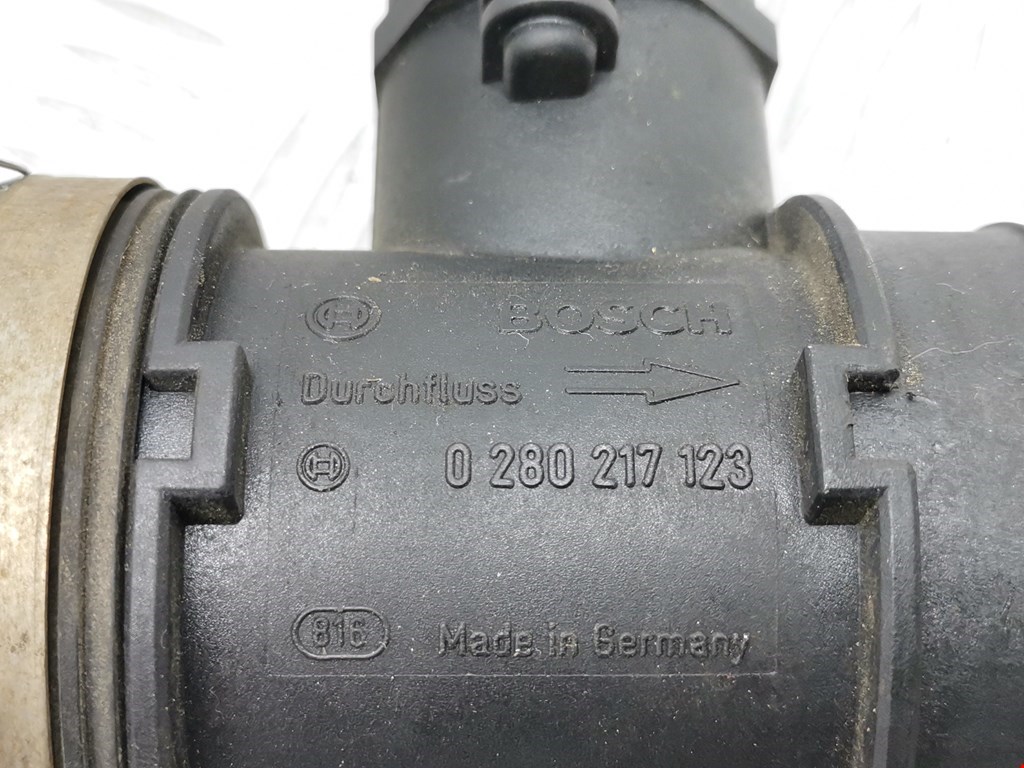 BOSCH
Durchfluss
0 280 217 123
816 Made in Germany